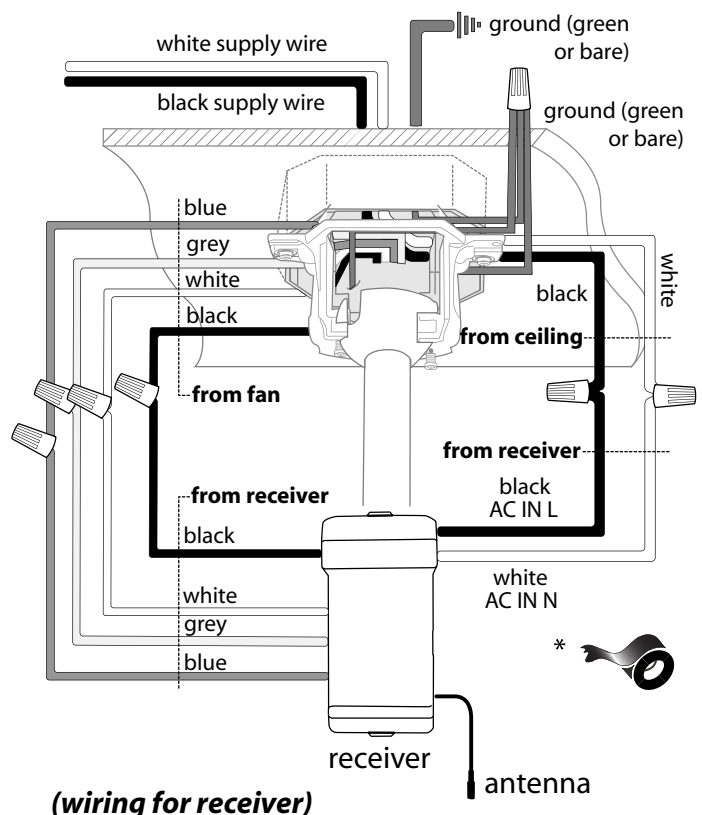 ground (green
or bare)
white supply wire
black supply wire
ground (green
or bare)
blue
grey
white
black
from fan
black
white
from ceiling
from receiver
from receiver
black
AC IN L
black
white
grey
blue
white
AC IN N
*
receiver
antenna
(wiring for receiver)